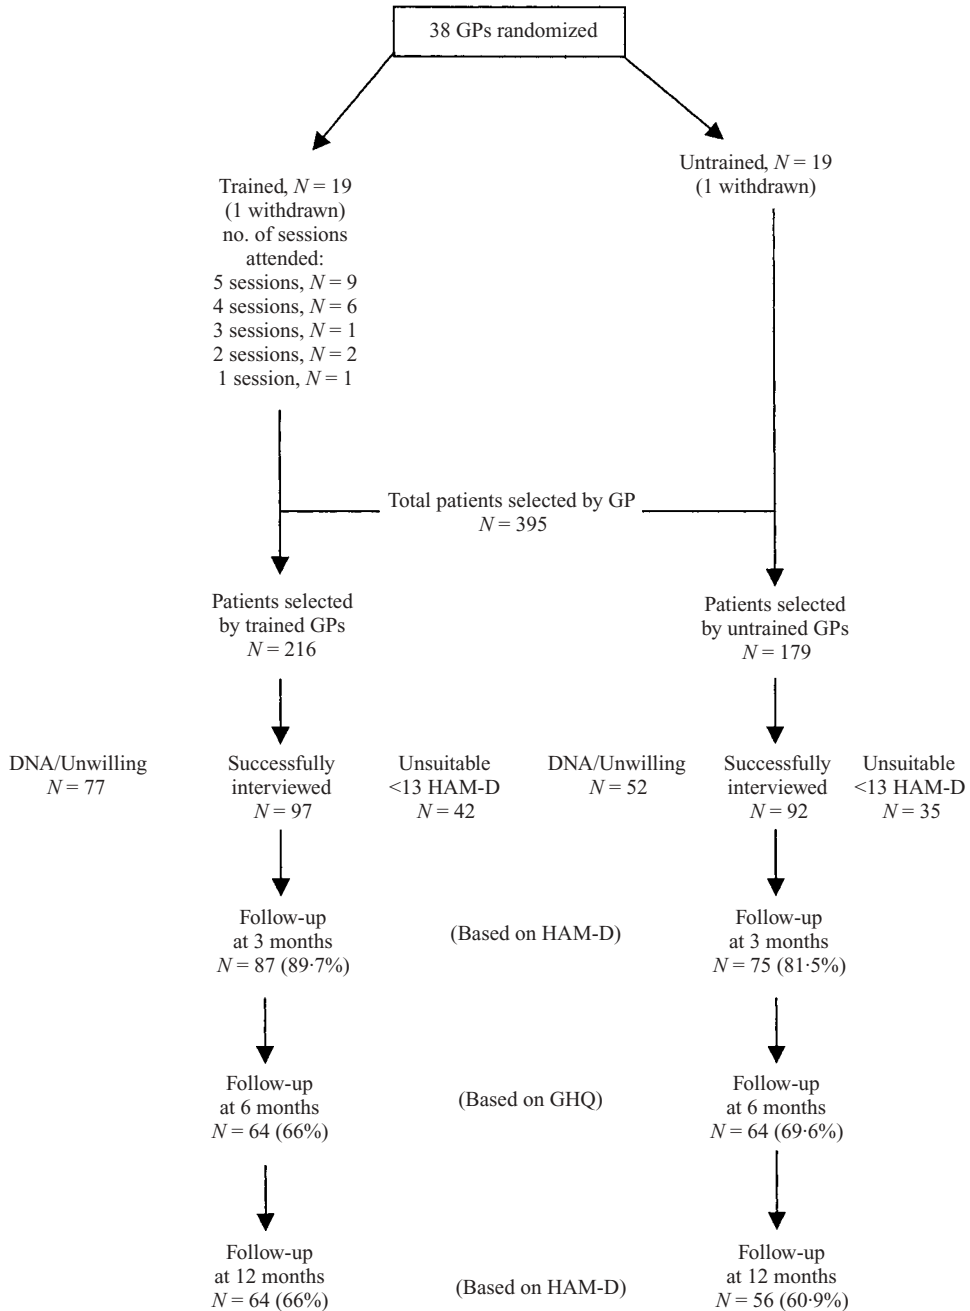 38 GPs randomized
Trained, N = 19
(1 withdrawn)
no. of sessions
attended:
5 sessions, N = 9
4 sessions, N = 6
3 sessions, N = 1
2 sessions, N = 2
1 session, N = 1
Untrained, N = 19
(1 withdrawn)
Total patients selected by GP
N = 395
Patients selected
by trained GPs
N = 216
Patients selected
by untrained GPs
N = 179
DNA/Unwilling
N = 77
Successfully
interviewed
N = 97
Unsuitable
<13 HAM-D
N = 42
DNA/Unwilling
N = 52
Successfully
interviewed
N = 92
Unsuitable
<13 HAM-D
N = 35
Follow-up
at 3 months
N = 87 (89·7%)
(Based on HAM-D)
Follow-up
at 3 months
N = 75 (81·5%)
Follow-up
at 6 months
N = 64 (66%)
(Based on GHQ)
Follow-up
at 6 months
N = 64 (69·6%)
Follow-up
at 12 months
N = 64 (66%)
(Based on HAM-D)
Follow-up
at 12 months
N = 56 (60·9%)